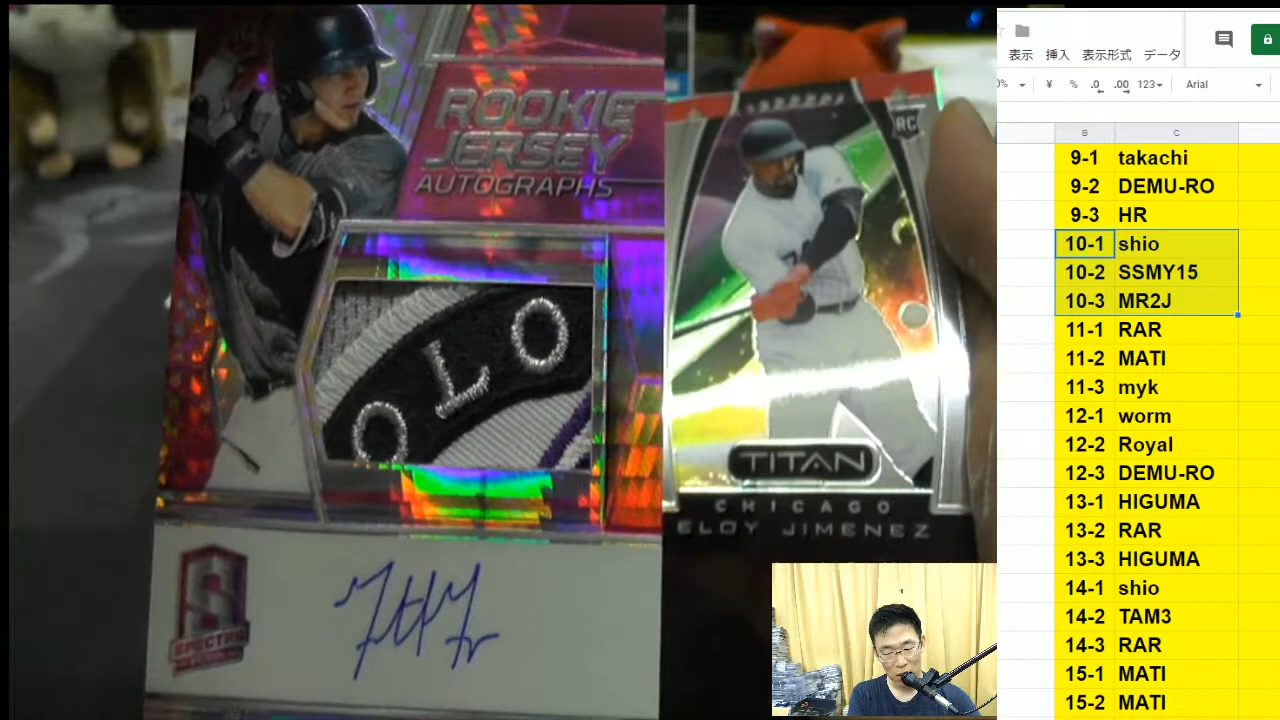 ROOKIE
JERSEY
AUTOGRAPHS
OTO
SPECTRA
RC
TITAN
CHICAGO
ELOY JIMENEZ
表示 挿入 表示形式 データ
% ¥ % .0 .00 123 Arial
B C
9-1 takachi
9-2 DEMU-RO
9-3 HR
10-1 shio
10-2 SSMY15
10-3 MR2J
11-1 RAR
11-2 MATI
11-3 myk
12-1 worm
12-2 Royal
12-3 DEMU-RO
13-1 HIGUMA
13-2 RAR
13-3 HIGUMA
14-1 shio
14-2 TAM3
14-3 RAR
15-1 MATI
15-2 MATI